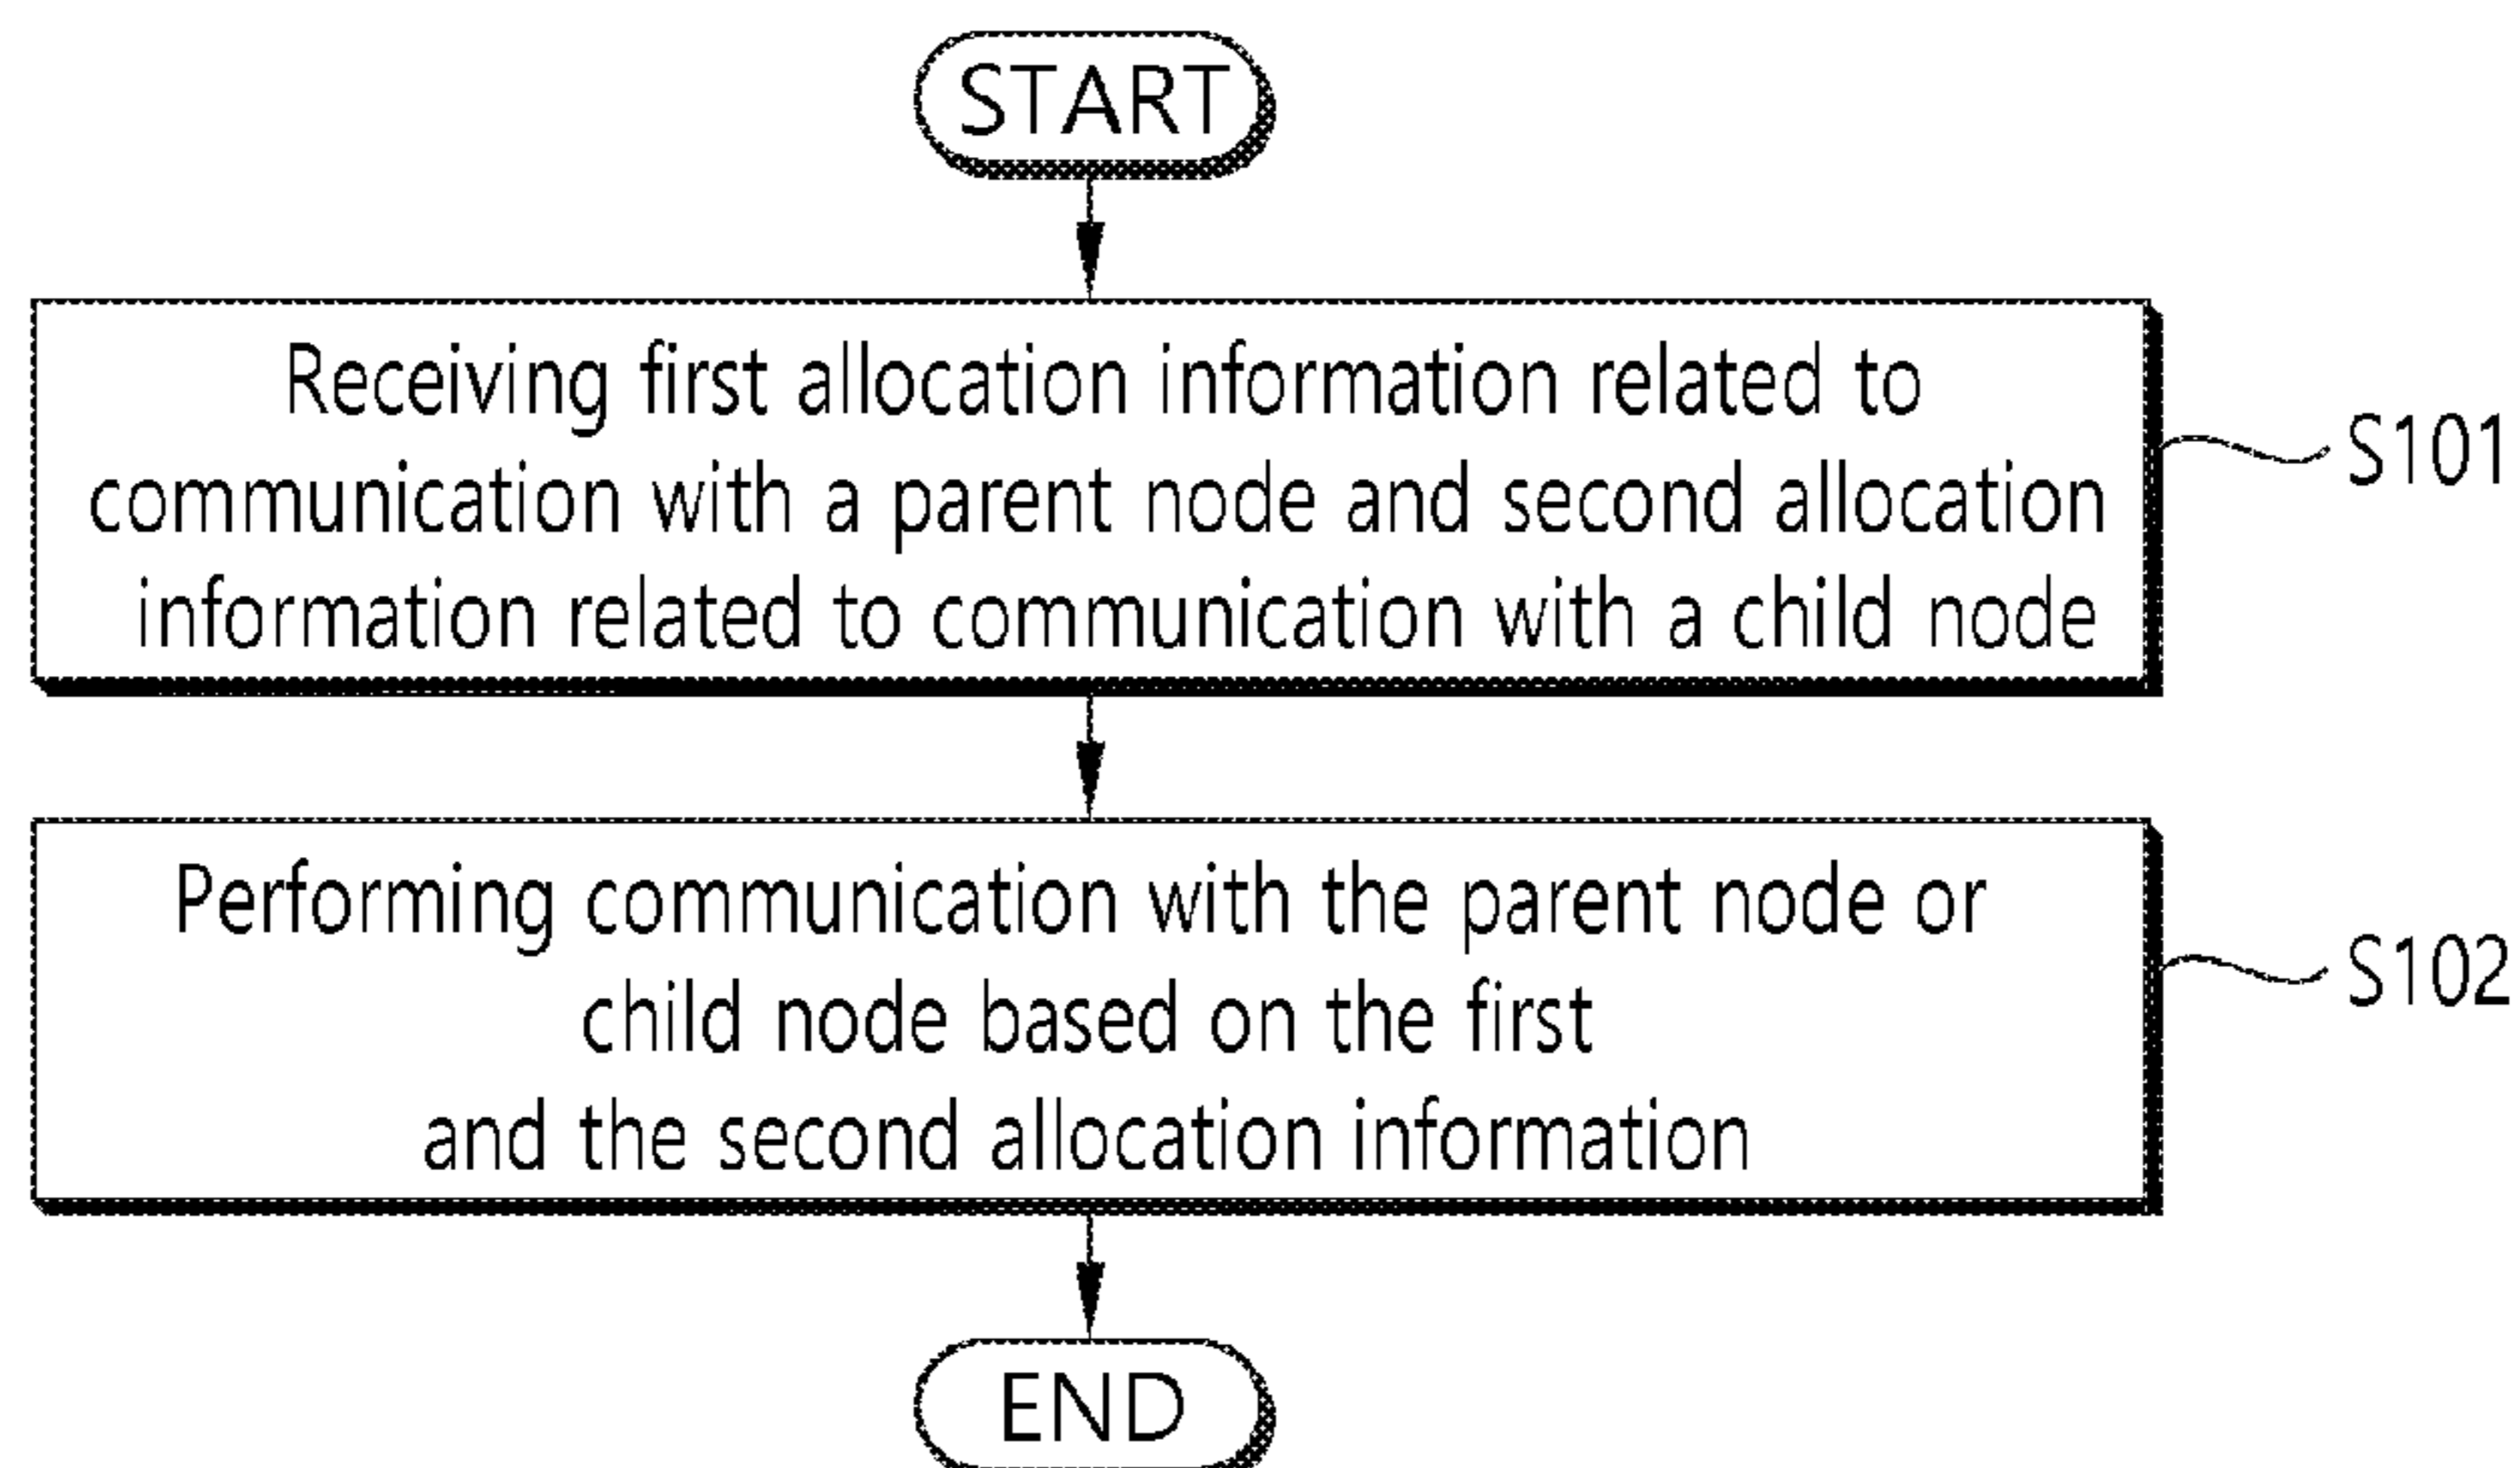 START
Receiving first allocation information related to
communication with a parent node and second allocation
information related to communication with a child node
S101
Performing communication with the parent node or
child node based on the first
and the second allocation information
S102
END